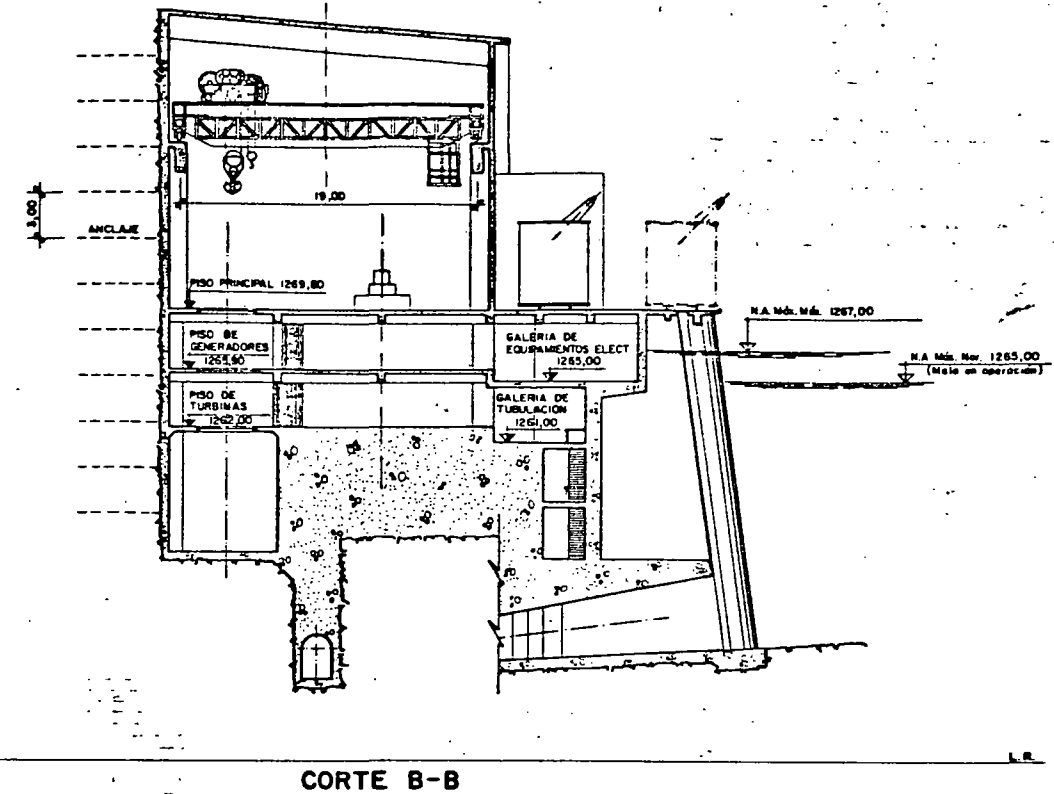 19,00
3,00
ANCLAJE
PISO PRINCIPAL 1269,80
N.A. Máx. Máx. 1267,00
PISO DE
GENERADORES
1265,90
GALERIA DE
EQUIPAMIENTOS ELECT
1265,00
N.A. Máx. Nor. 1265,00
(Malo en operación)
PISO DE
TURBINAS
1262,00
GALERIA DE
TUBULACION
1261,00
L.R.
CORTE B-B